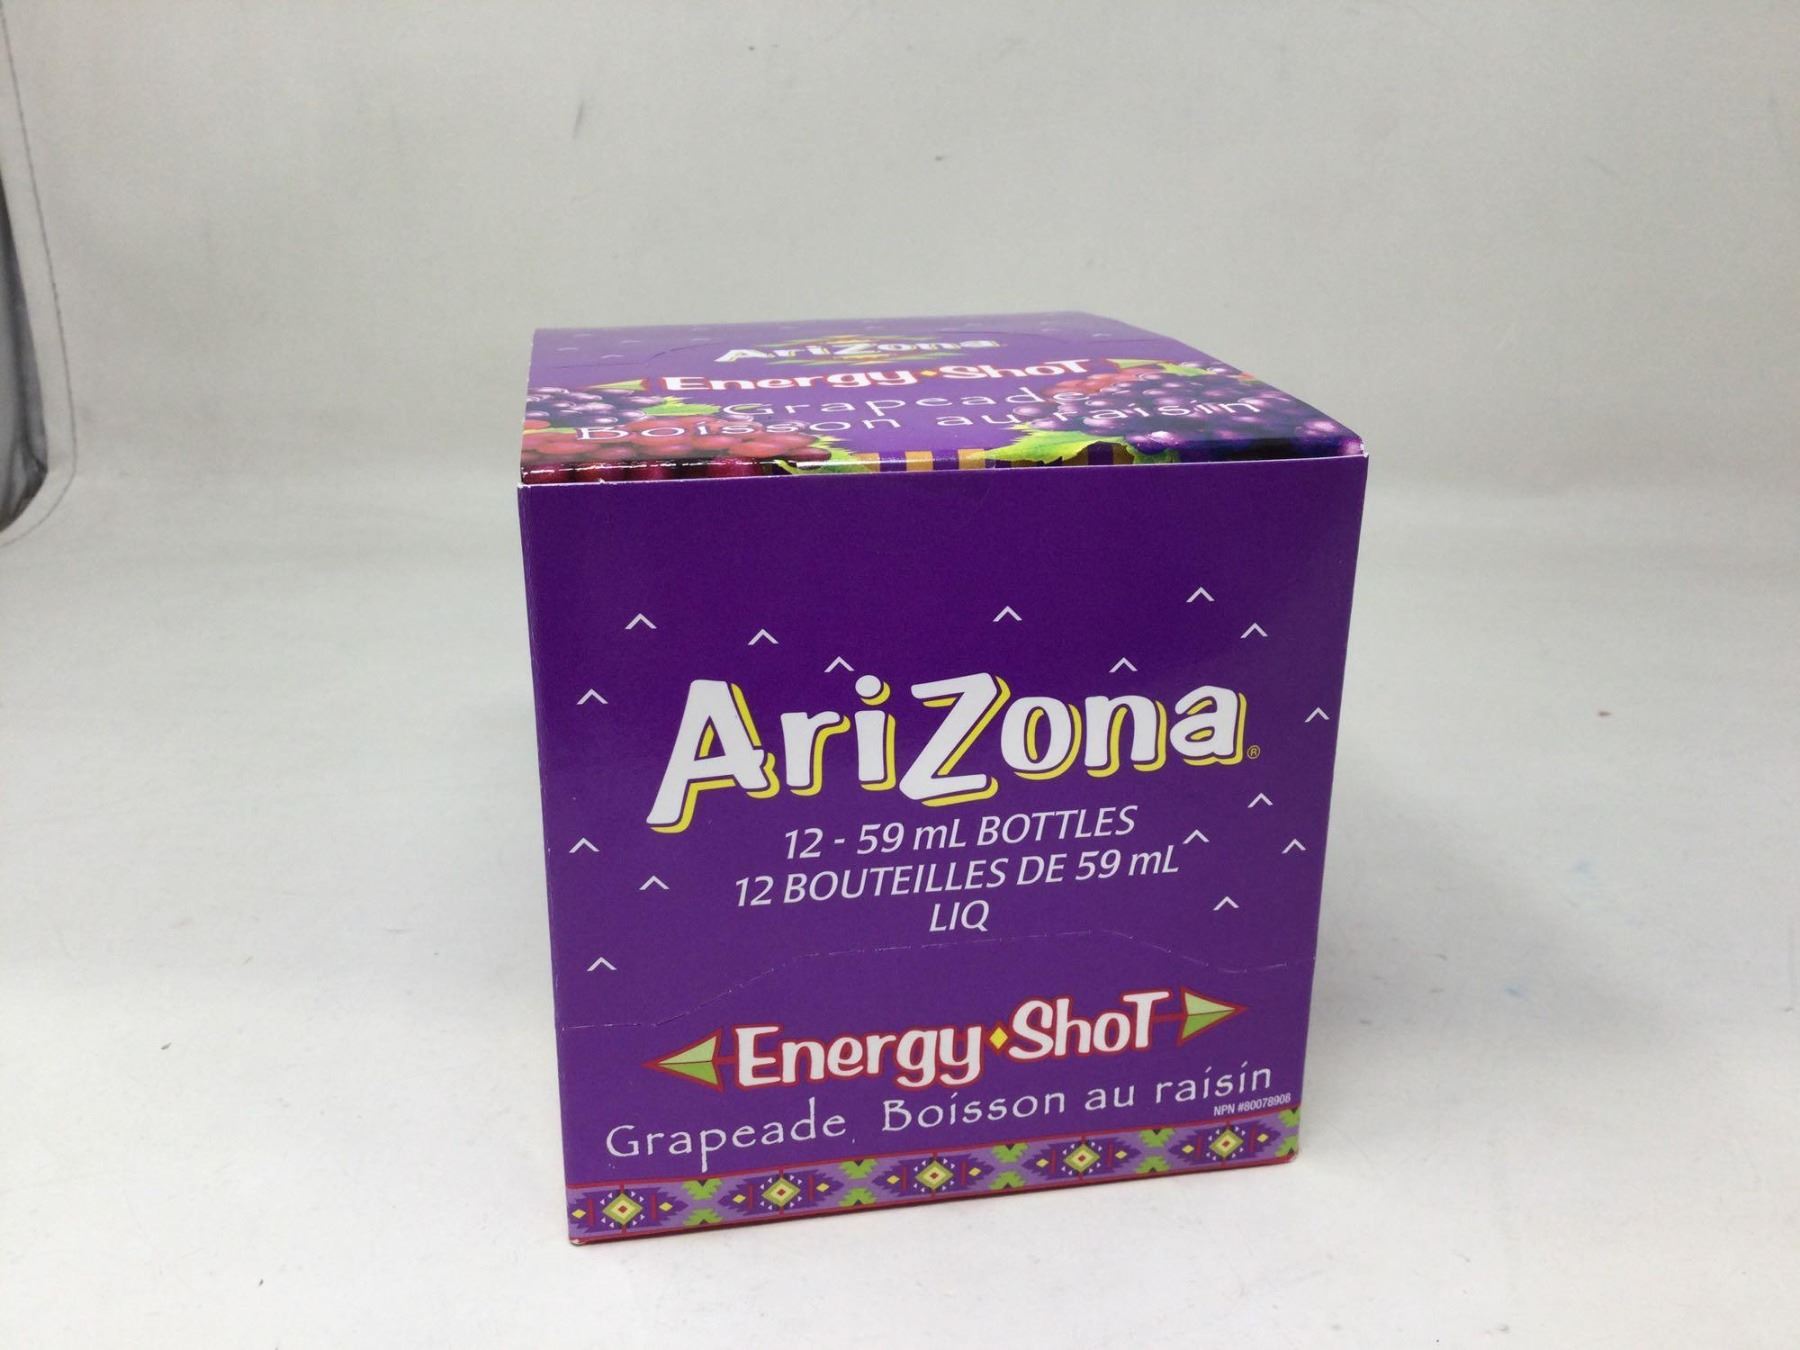 AriZona
Energy ShoT
Grapeade
Boisson au raisin
AriZona®
12 - 59 mL BOTTLES
12 BOUTEILLES DE 59 mL
LIQ
Energy ShoT
Grapeade Boisson au raisin
NPN #80078906